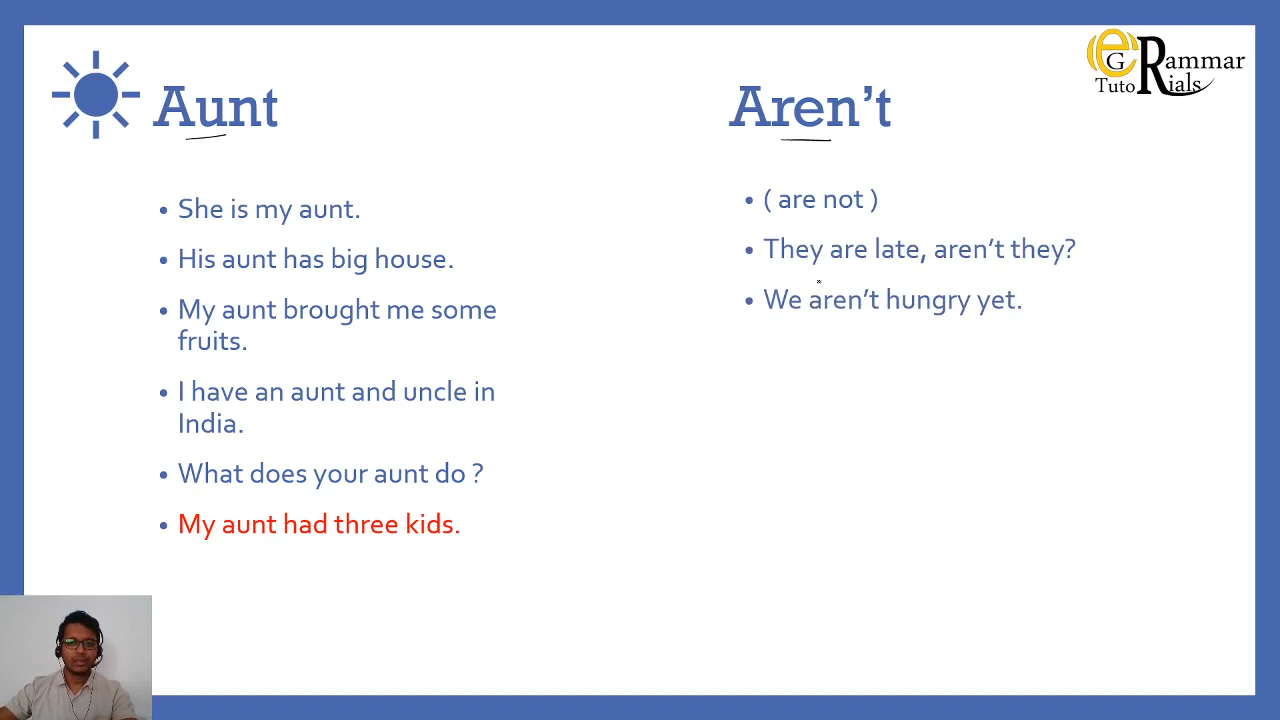 Aunt
• She is my aunt.
• His aunt has big house.
• My aunt brought me some
fruits.
• I have an aunt and uncle in
India.
• What does your aunt do ?
• My aunt had three kids.
Aren’t
• ( are not )
• They are late, aren’t they?
• We aren’t hungry yet.
eGRammar
TutoRials